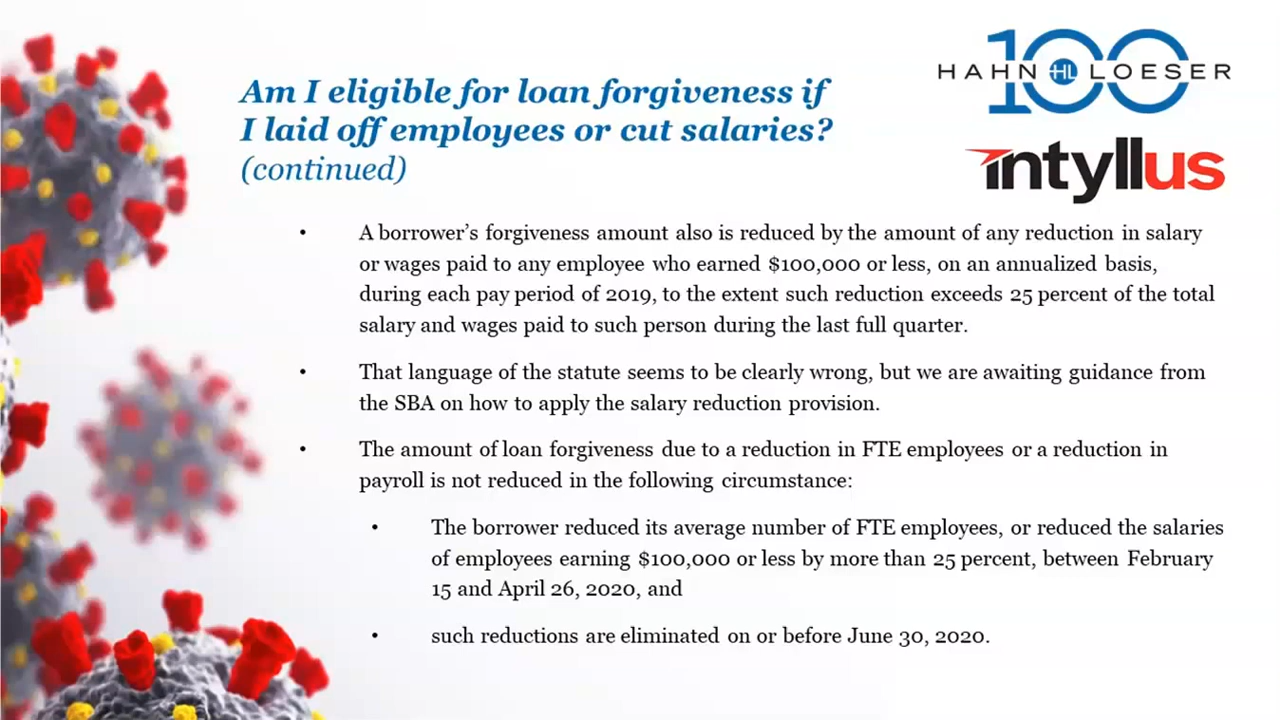 Am I eligible for loan forgiveness if
I laid off employees or cut salaries?
(continued)
100
HAHN HL LOESER
intyllus
• A borrower’s forgiveness amount also is reduced by the amount of any reduction in salary
or wages paid to any employee who earned $100,000 or less, on an annualized basis,
during each pay period of 2019, to the extent such reduction exceeds 25 percent of the total
salary and wages paid to such person during the last full quarter.
• That language of the statute seems to be clearly wrong, but we are awaiting guidance from
the SBA on how to apply the salary reduction provision.
• The amount of loan forgiveness due to a reduction in FTE employees or a reduction in
payroll is not reduced in the following circumstance:
• The borrower reduced its average number of FTE employees, or reduced the salaries
of employees earning $100,000 or less by more than 25 percent, between February
15 and April 26, 2020, and
• such reductions are eliminated on or before June 30, 2020.